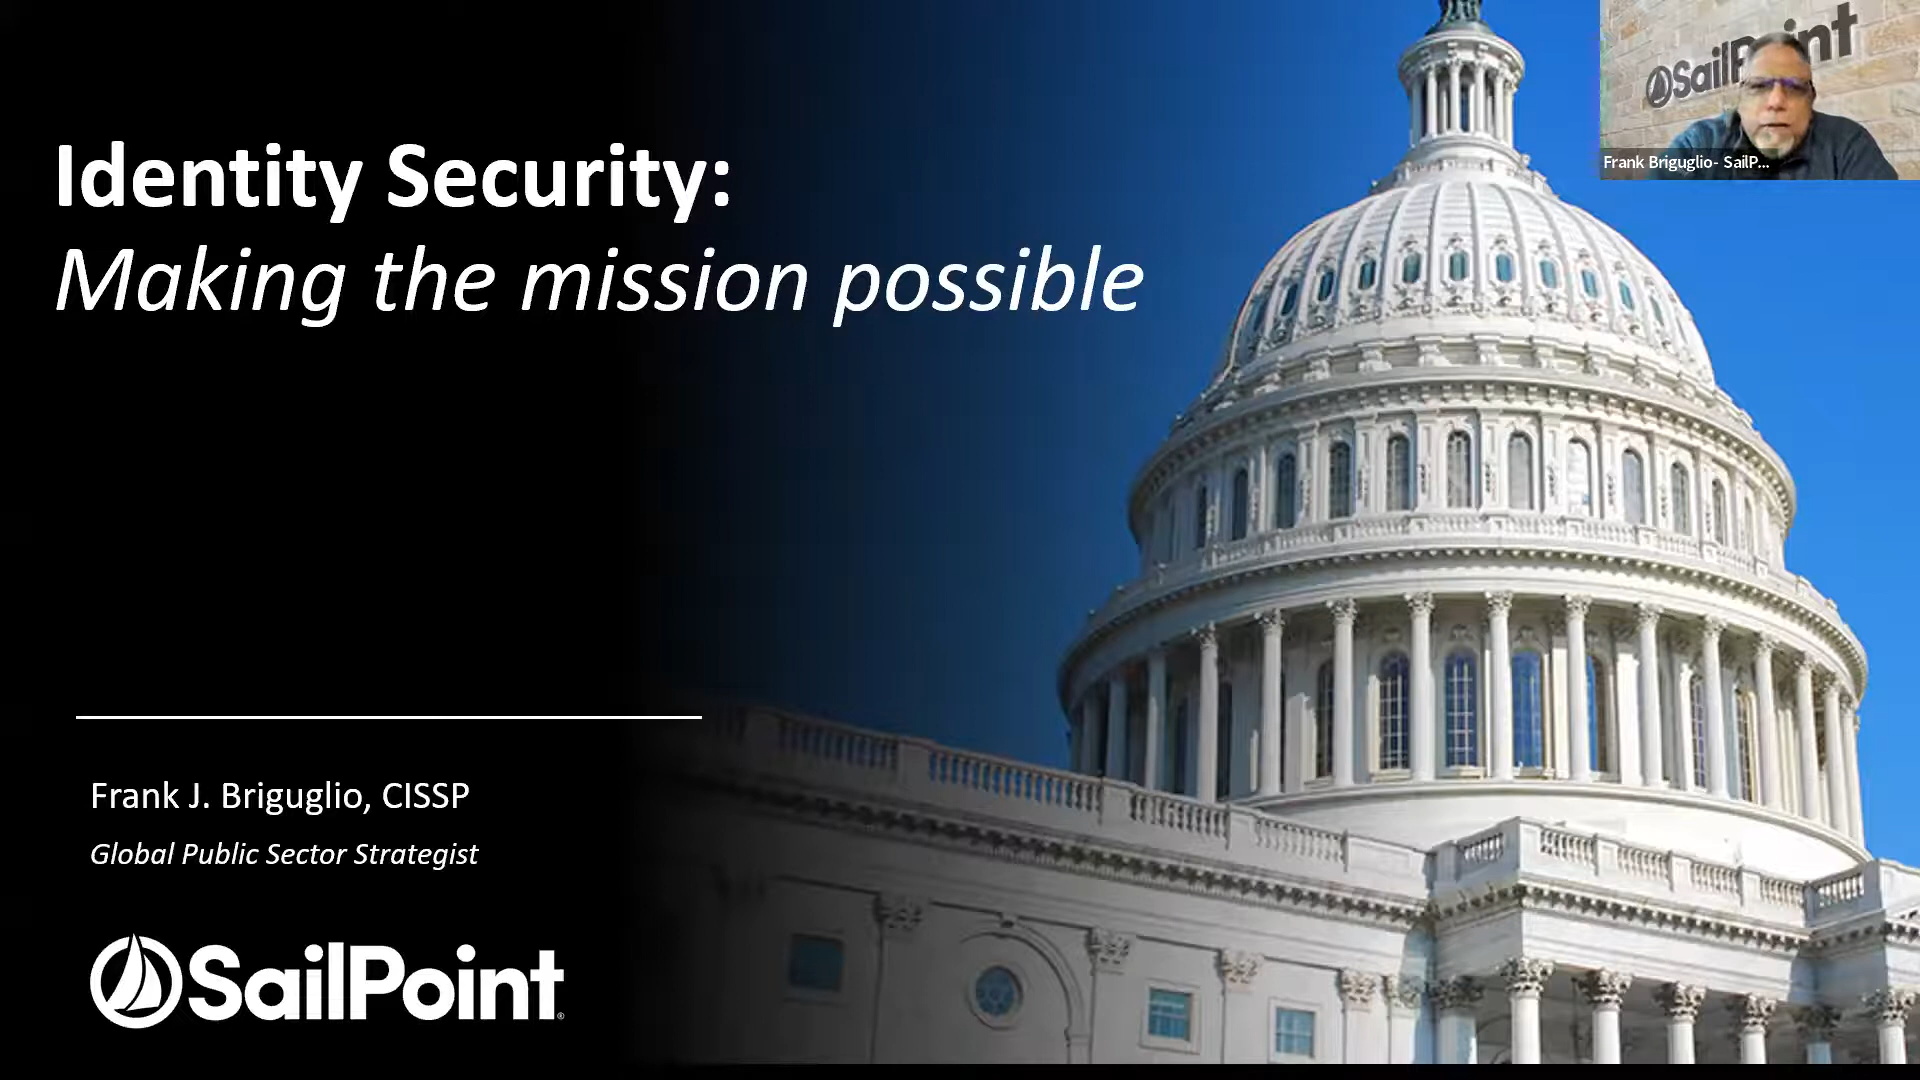 Identity Security:
Making the mission possible
Frank J. Briguglio, CISSP
Global Public Sector Strategist
SailPoint®
SailPoint
Frank Briguglio- SailP...